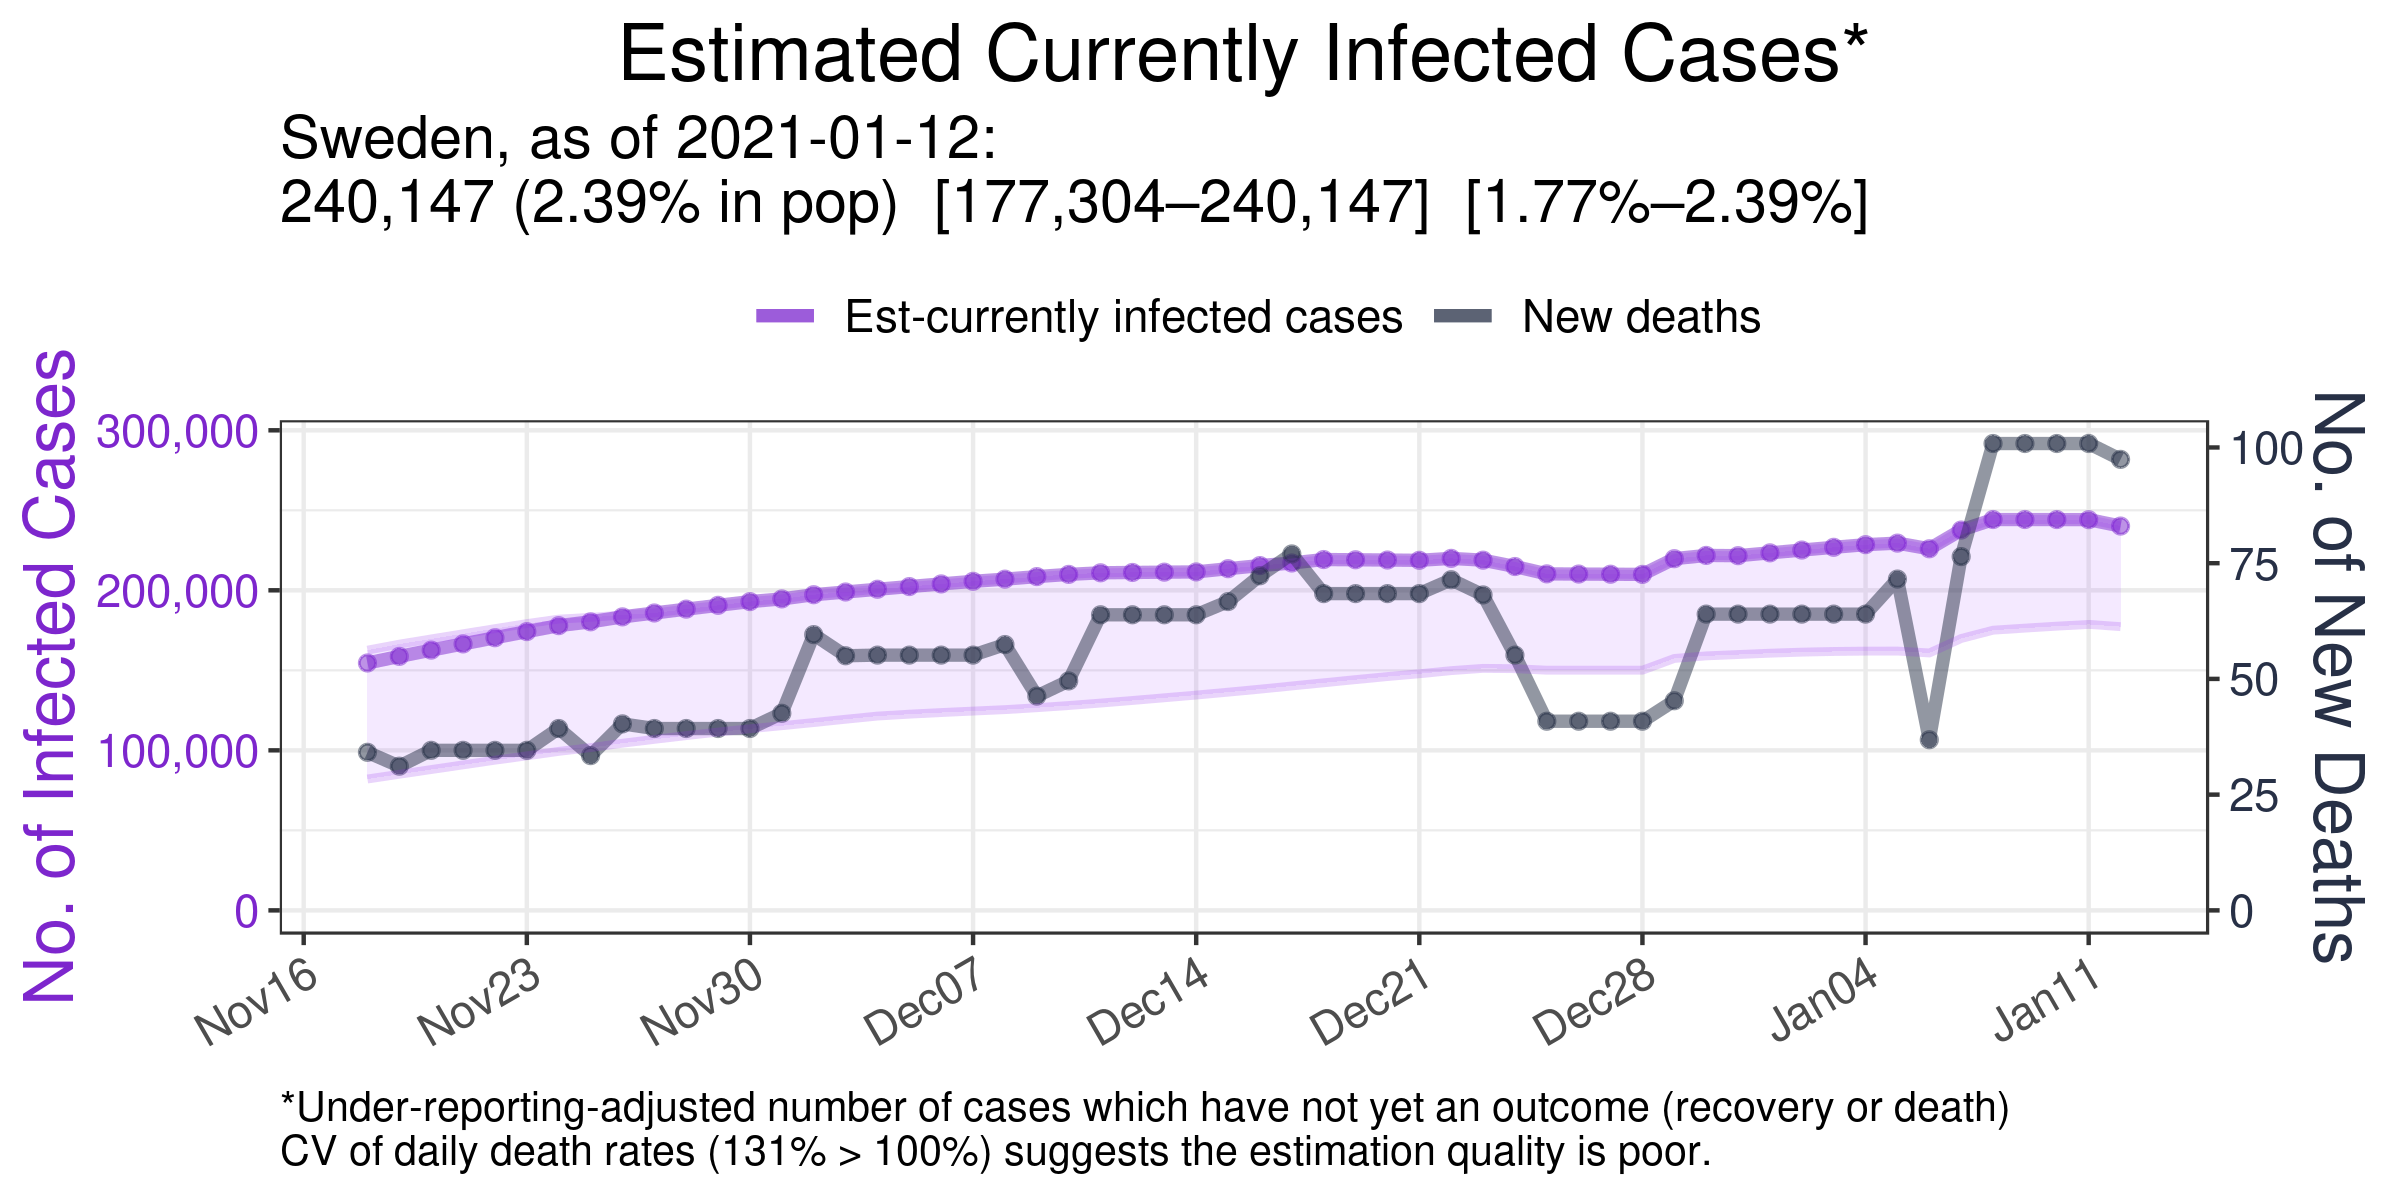 Estimated Currently Infected Cases*
Sweden, as of 2021-01-12:
240,147 (2.39% in pop)  [177,304–240,147]  [1.77%–2.39%]
Est-currently infected cases
New deaths
No. of Infected Cases
300,000
200,000
100,000
0
No. of New Deaths
100
75
50
25
0
Nov16
Nov23
Nov30
Dec07
Dec14
Dec21
Dec28
Jan04
Jan11
*Under-reporting-adjusted number of cases which have not yet an outcome (recovery or death)
CV of daily death rates (131% > 100%) suggests the estimation quality is poor.